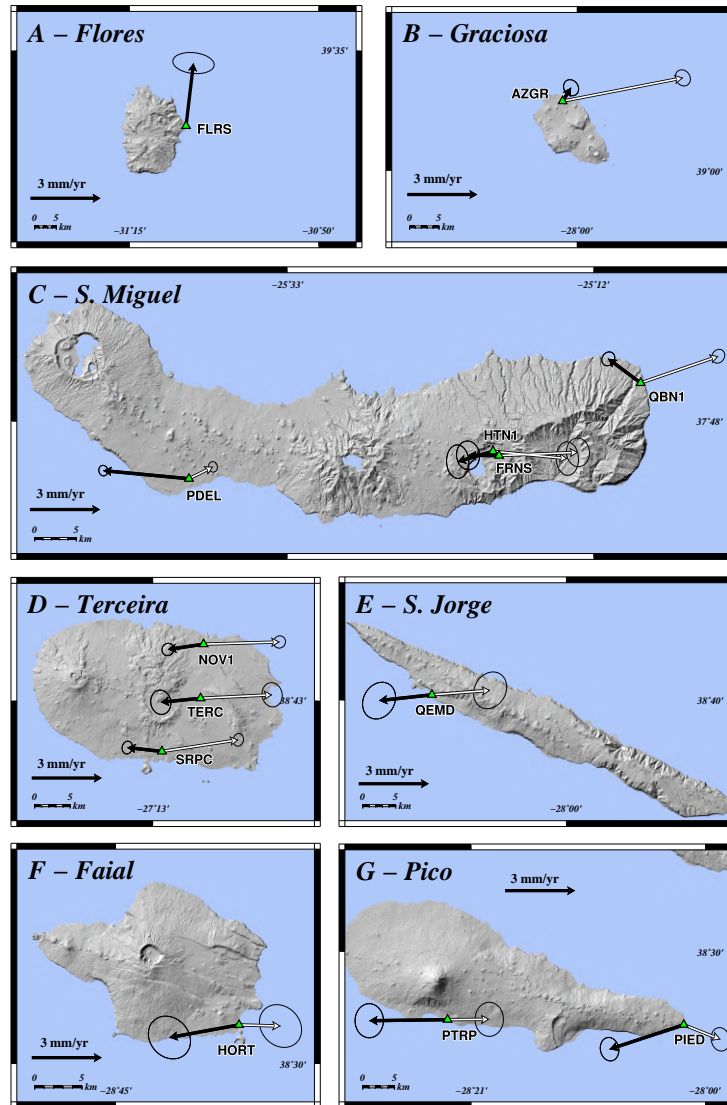 A – Flores
39˚35'
FLRS
3 mm/yr
0 5
km
−31˚15'
−30˚50'
B – Graciosa
AZGR
39˚00'
3 mm/yr
0 5
km
−28˚00'
C – S. Miguel
−25˚33'
−25˚12'
QBN1
37˚48'
HTN1
FRNS
PDEL
3 mm/yr
0 5
km
D – Terceira
NOV1
38˚43'
TERC
SRPC
3 mm/yr
0 5
km
−27˚13'
E – S. Jorge
38˚40'
QEMD
3 mm/yr
0 5
km
−28˚00'
F – Faial
HORT
3 mm/yr
38˚30'
0 5
km
−28˚45'
G – Pico
3 mm/yr
38˚30'
PTRP
PIED
0 5
km
−28˚21'
−28˚00'